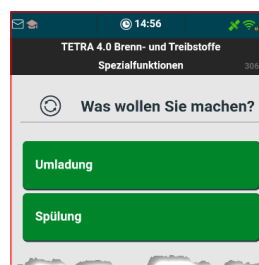 14:56
TETRA 4.0 Brenn- und Treibstoffe
Spezialfunktionen
306
Was wollen Sie machen?
Umladung
Spülung